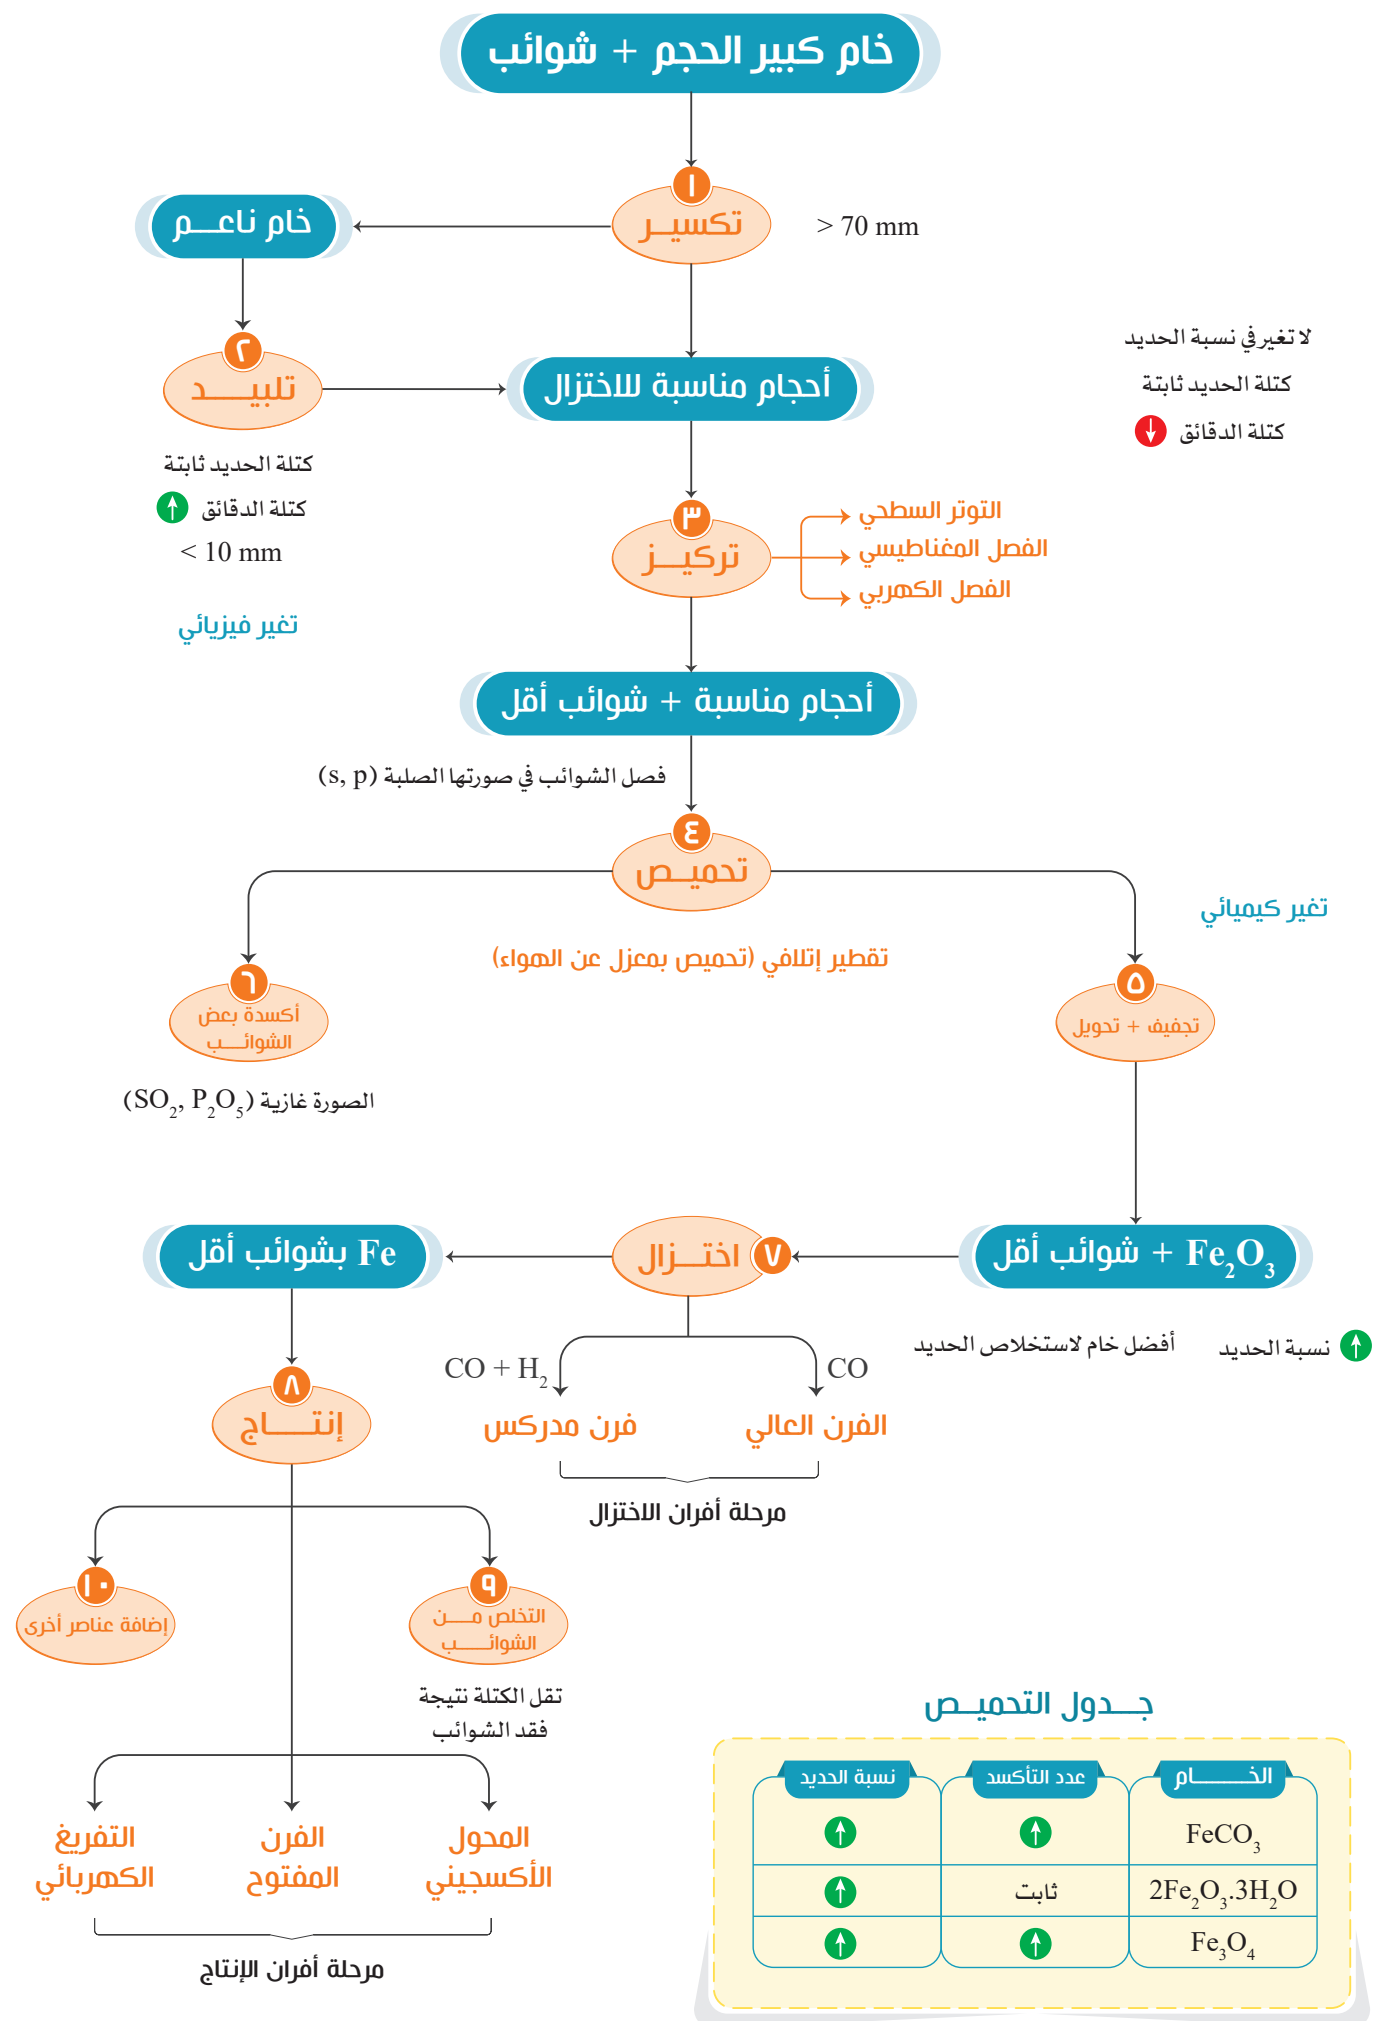 خام كبير الحجم + شوائب
١
تكسير
> 70 mm
خام ناعم
٢
تلبيد
أحجام مناسبة للاختزال
لا تغير في نسبة الحديد
كتلة الحديد ثابتة
كتلة الدقائق
كتلة الحديد ثابتة
كتلة الدقائق
< 10 mm
تغير فيزيائي
٣
تركيز
التوتر السطحي
الفصل المغناطيسي
الفصل الكهربي
أحجام مناسبة + شوائب أقل
فصل الشوائب في صورتها الصلبة (s, p)
٤
تحميص
تغير كيميائي
تقطير إتلافي (تحميص بمعزل عن الهواء)
٥
تجفيف + تحويل
٦
أكسدة بعض
الشوائب
الصورة غازية (SO₂, P₂O₅)
Fe₂O₃ + شوائب أقل
٧
اختزال
Fe بشوائب أقل
نسبة الحديد
أفضل خام لاستخلاص الحديد
CO
CO + H₂
الفرن العالي
فرن مدركس
مرحلة أفران الاختزال
٨
إنتاج
٩
التخلص من
الشوائب
تقل الكتلة نتيجة
فقد الشوائب
١٠
إضافة عناصر أخرى
المحول
الأكسجيني
الفرن
المفتوح
التفريغ
الكهربائي
مرحلة أفران الإنتاج
جدول التحميص
الخام عدد التأكسد نسبة الحديد
FeCO₃
2Fe₂O₃.3H₂O ثابت
Fe₃O₄